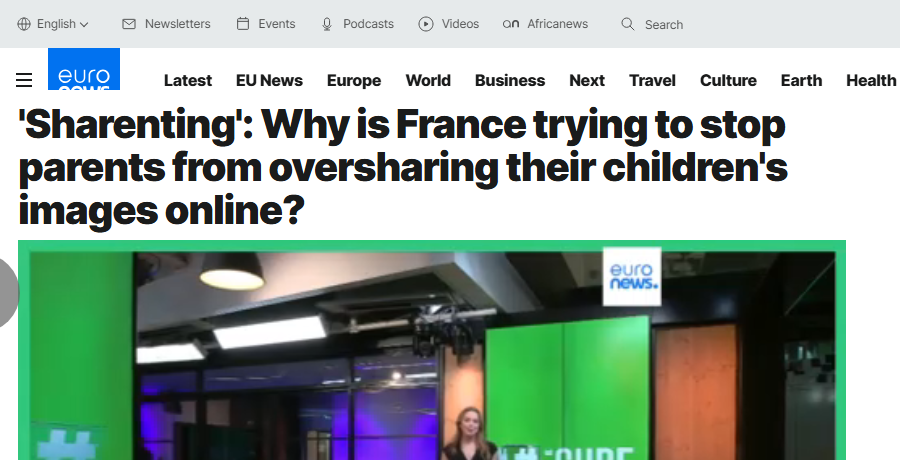 English
Newsletters
Events
Podcasts
Videos
an Africanews
Search
euro
news.
Latest
EU News
Europe
World
Business
Next
Travel
Culture
Earth
Health
'Sharenting': Why is France trying to stop
parents from oversharing their children's
images online?
euro
news.
#